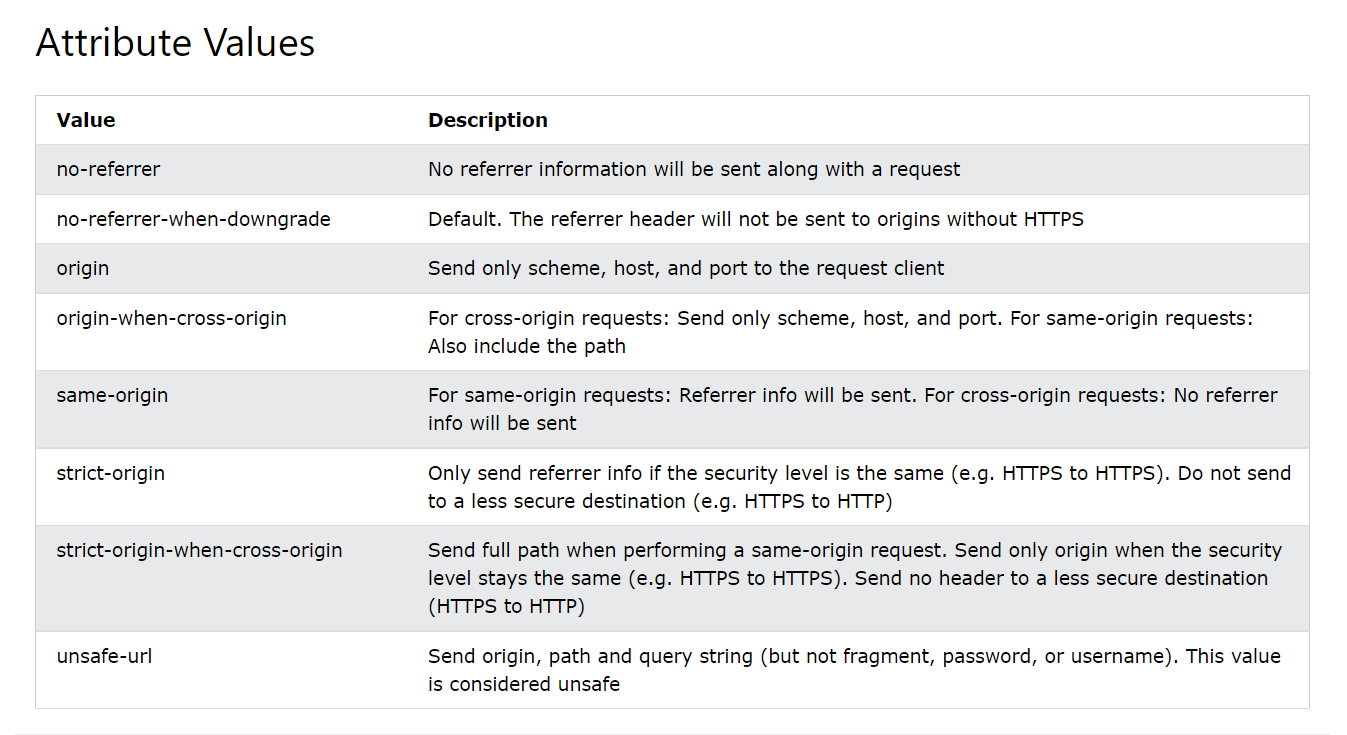 Attribute Values
Value Description
no-referrer No referrer information will be sent along with a request
no-referrer-when-downgrade Default. The referrer header will not be sent to origins without HTTPS
origin Send only scheme, host, and port to the request client
origin-when-cross-origin For cross-origin requests: Send only scheme, host, and port. For same-origin requests:
Also include the path
same-origin For same-origin requests: Referrer info will be sent. For cross-origin requests: No referrer
info will be sent
strict-origin Only send referrer info if the security level is the same (e.g. HTTPS to HTTPS). Do not send
to a less secure destination (e.g. HTTPS to HTTP)
strict-origin-when-cross-origin Send full path when performing a same-origin request. Send only origin when the security
level stays the same (e.g. HTTPS to HTTPS). Send no header to a less secure destination
(HTTPS to HTTP)
unsafe-url Send origin, path and query string (but not fragment, password, or username). This value
is considered unsafe